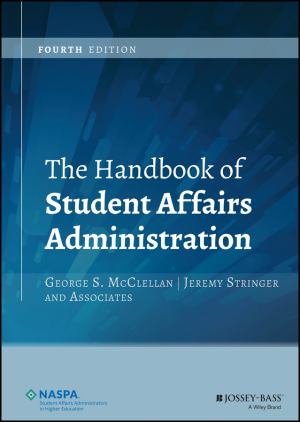 FOURTH EDITION
The Handbook of
Student Affairs
Administration
GEORGE S. MCCLELLAN | JEREMY STRINGER
AND ASSOCIATES
NASPA
Student Affairs Administrators
in Higher Education
JOSSEY-BASS
A Wiley Brand